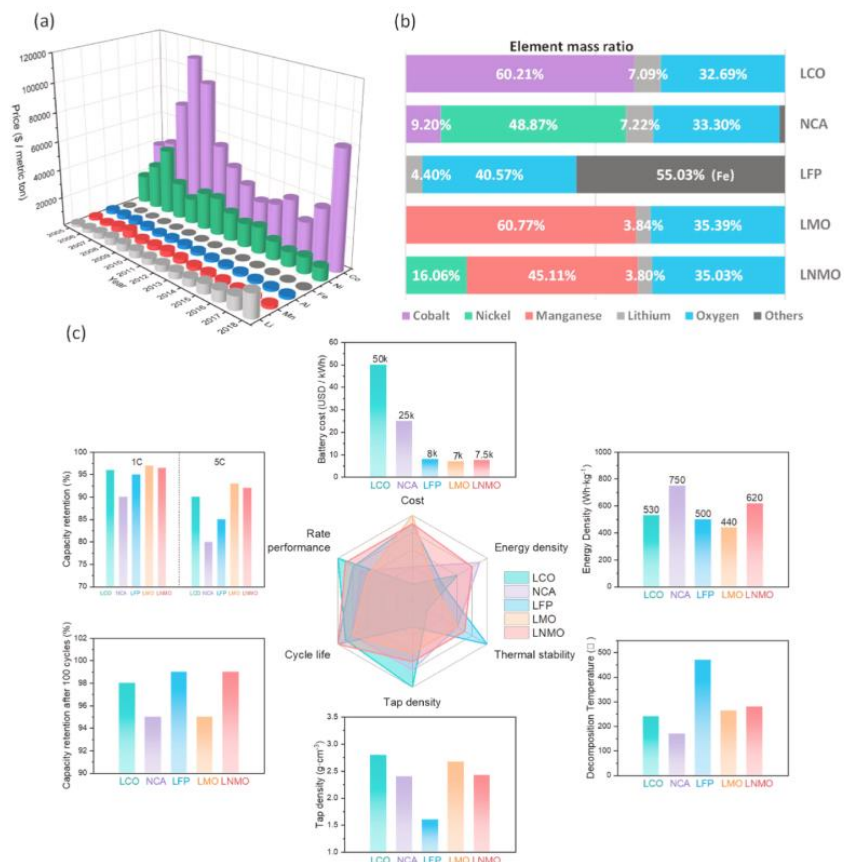 (a)
120000
100000
80000
60000
40000
20000
Price ($ / metric ton)
2005
2006
2007
2008
2009
2010
2011
2012
2013
2014
2015
2016
2017
2018
Year
Li
Mn
Al
Fe
Ni
Co
(b)
Element mass ratio
60.21% 7.09% 32.69% LCO
9.20% 48.87% 7.22% 33.30% NCA
4.40% 40.57% 55.03% (Fe) LFP
60.77% 3.84% 35.39% LMO
16.06% 45.11% 3.80% 35.03% LNMO
Cobalt Nickel Manganese Lithium Oxygen Others
(c)
Battery cost (USD / kWh)
60
50
40
30
20
10
0
50k
25k
8k
7k
7.5k
LCO NCA LFP LMO LNMO
Cost
Capacity retention (%)
100
95
90
85
80
75
70
1C 5C
LCO NCA LFP LMO LNMO LCO NCA LFP LMO LNMO
Rate
performance
Energy density
Energy Density (Wh·kg⁻¹)
1000
800
600
400
200
0
530
750
500
440
620
LCO NCA LFP LMO LNMO
LCO
NCA
LFP
LMO
LNMO
Cycle life
Thermal stability
Tap density
Capacity retention after 100 cycles (%)
102
100
98
96
94
92
90
LCO NCA LFP LMO LNMO
Tap density (g·cm⁻³)
3.5
3.0
2.5
2.0
1.5
1.0
LCO NCA LFP LMO LNMO
Decomposition Temperature (□)
500
400
300
200
100
0
LCO NCA LFP LMO LNMO